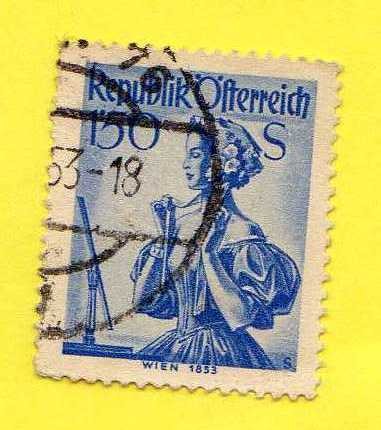 Republik Österreich
1'50 S
53-18
WIEN 1853
S